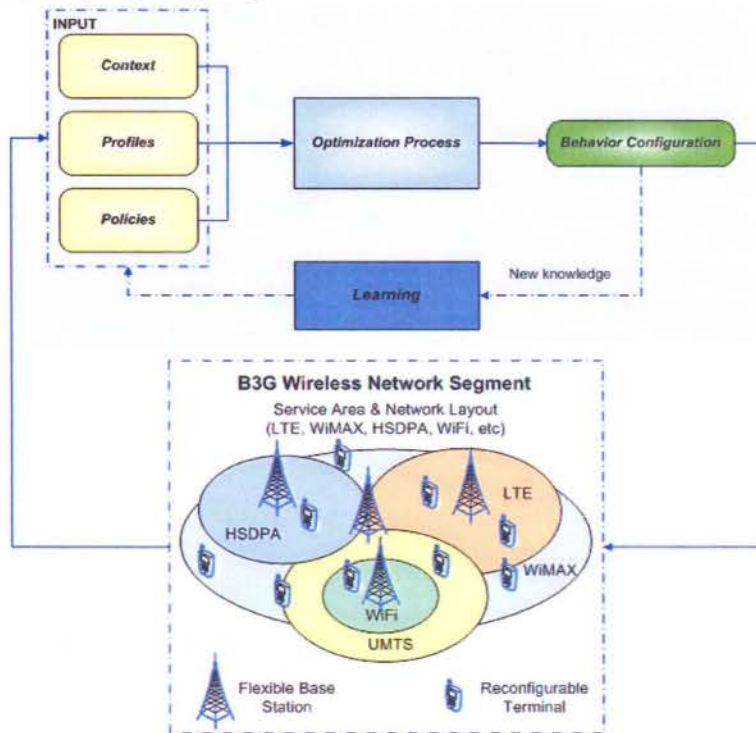 INPUT
Context
Profiles
Policies
Optimization Process
Behavior Configuration
New knowledge
Learning
B3G Wireless Network Segment
Service Area & Network Layout
(LTE, WiMAX, HSDPA, WiFi, etc)
LTE
HSDPA
WiMAX
WiFi
UMTS
Flexible Base
Station
Reconfigurable
Terminal